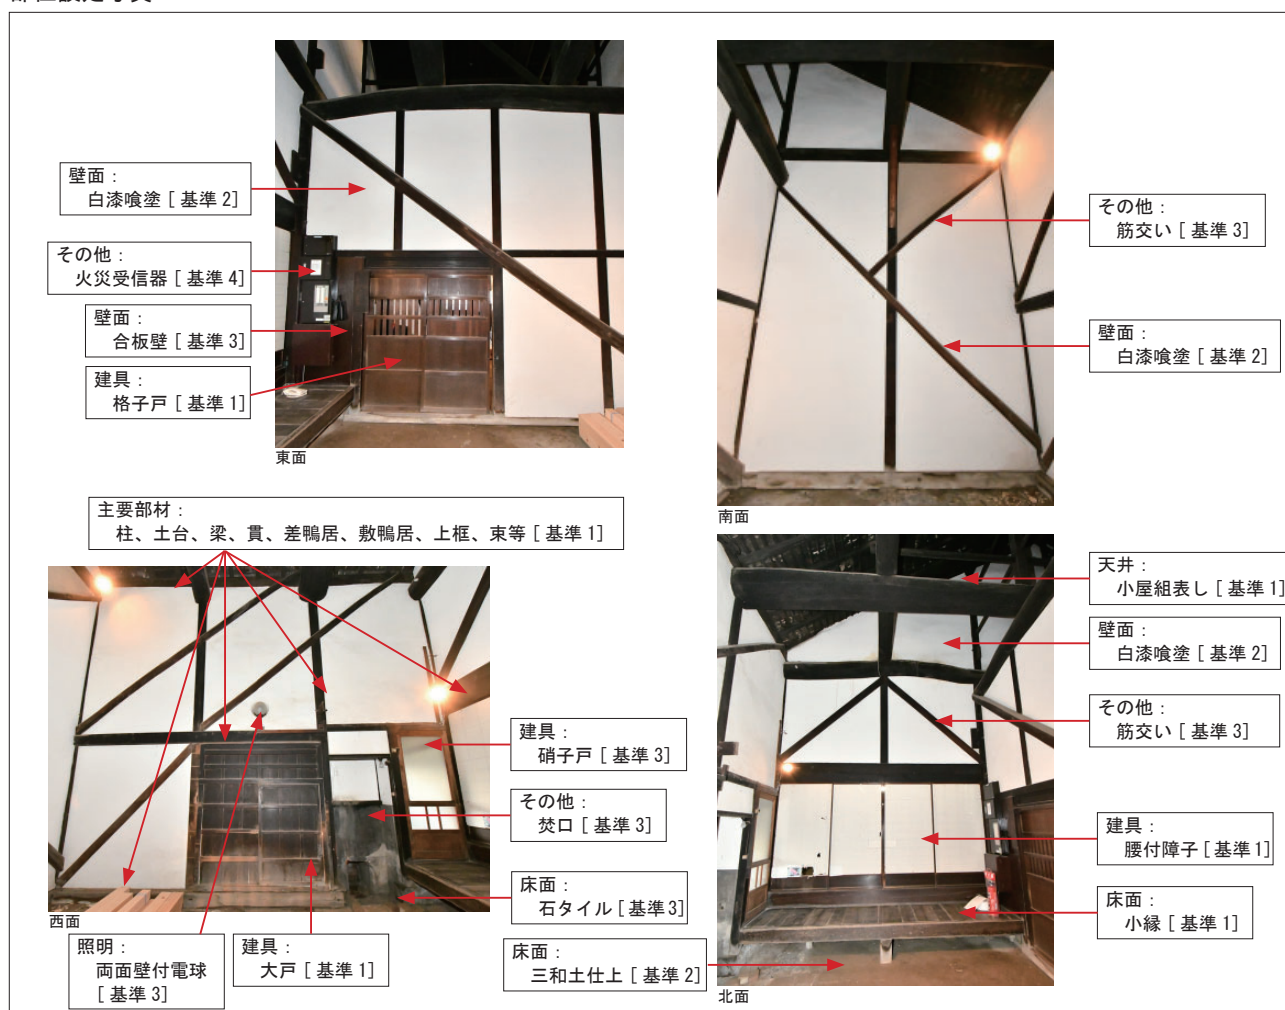 壁面：
白漆喰塗［基準2］
その他：
火災受信器［基準4］
壁面：
合板壁［基準3］
建具：
格子戸［基準1］
東面
その他：
筋交い［基準3］
壁面：
白漆喰塗［基準2］
南面
主要部材：
柱、土台、梁、貫、差鴨居、敷鴨居、上框、束等［基準1］
建具：
硝子戸［基準3］
その他：
焚口［基準3］
床面：
石タイル［基準3］
西面
照明：
両面壁付電球
［基準3］
建具：
大戸［基準1］
天井：
小屋組表し［基準1］
壁面：
白漆喰塗［基準2］
その他：
筋交い［基準3］
建具：
腰付障子［基準1］
床面：
小縁［基準1］
床面：
三和土仕上［基準2］
北面